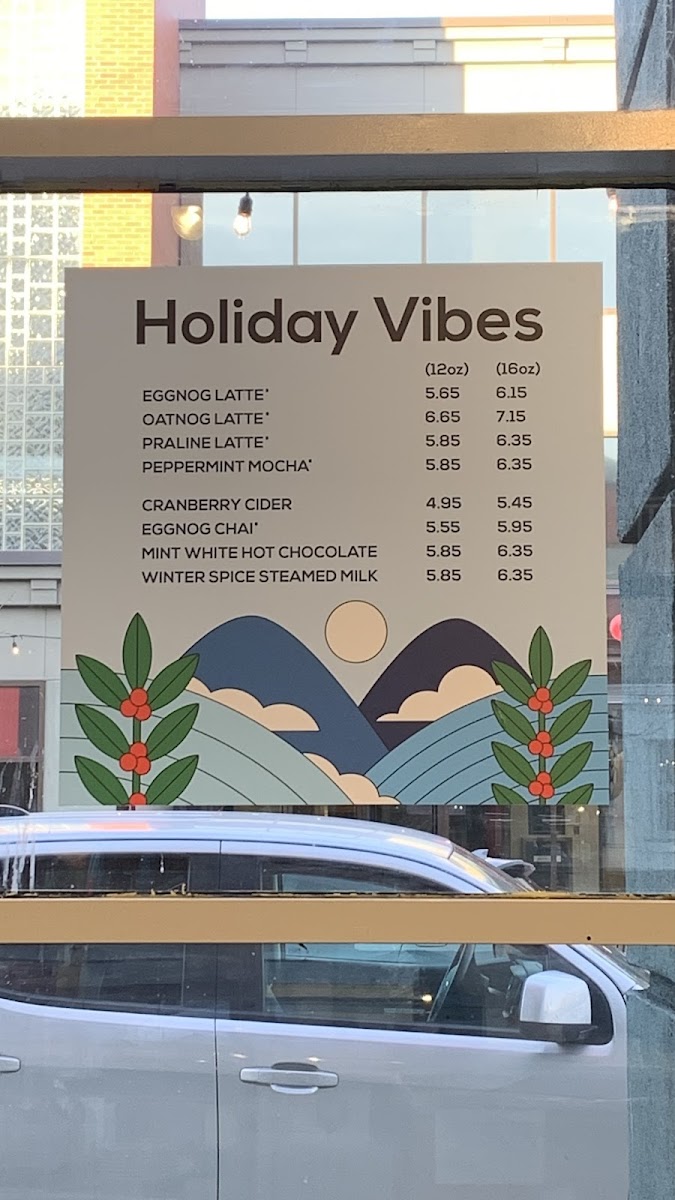 Holiday Vibes
(12oz) (16oz)
EGGNOG LATTE* 5.65 6.15
OATNOG LATTE* 6.65 7.15
PRALINE LATTE* 5.85 6.35
PEPPERMINT MOCHA* 5.85 6.35
CRANBERRY CIDER 4.95 5.45
EGGNOG CHAI* 5.55 5.95
MINT WHITE HOT CHOCOLATE 5.85 6.35
WINTER SPICE STEAMED MILK 5.85 6.35